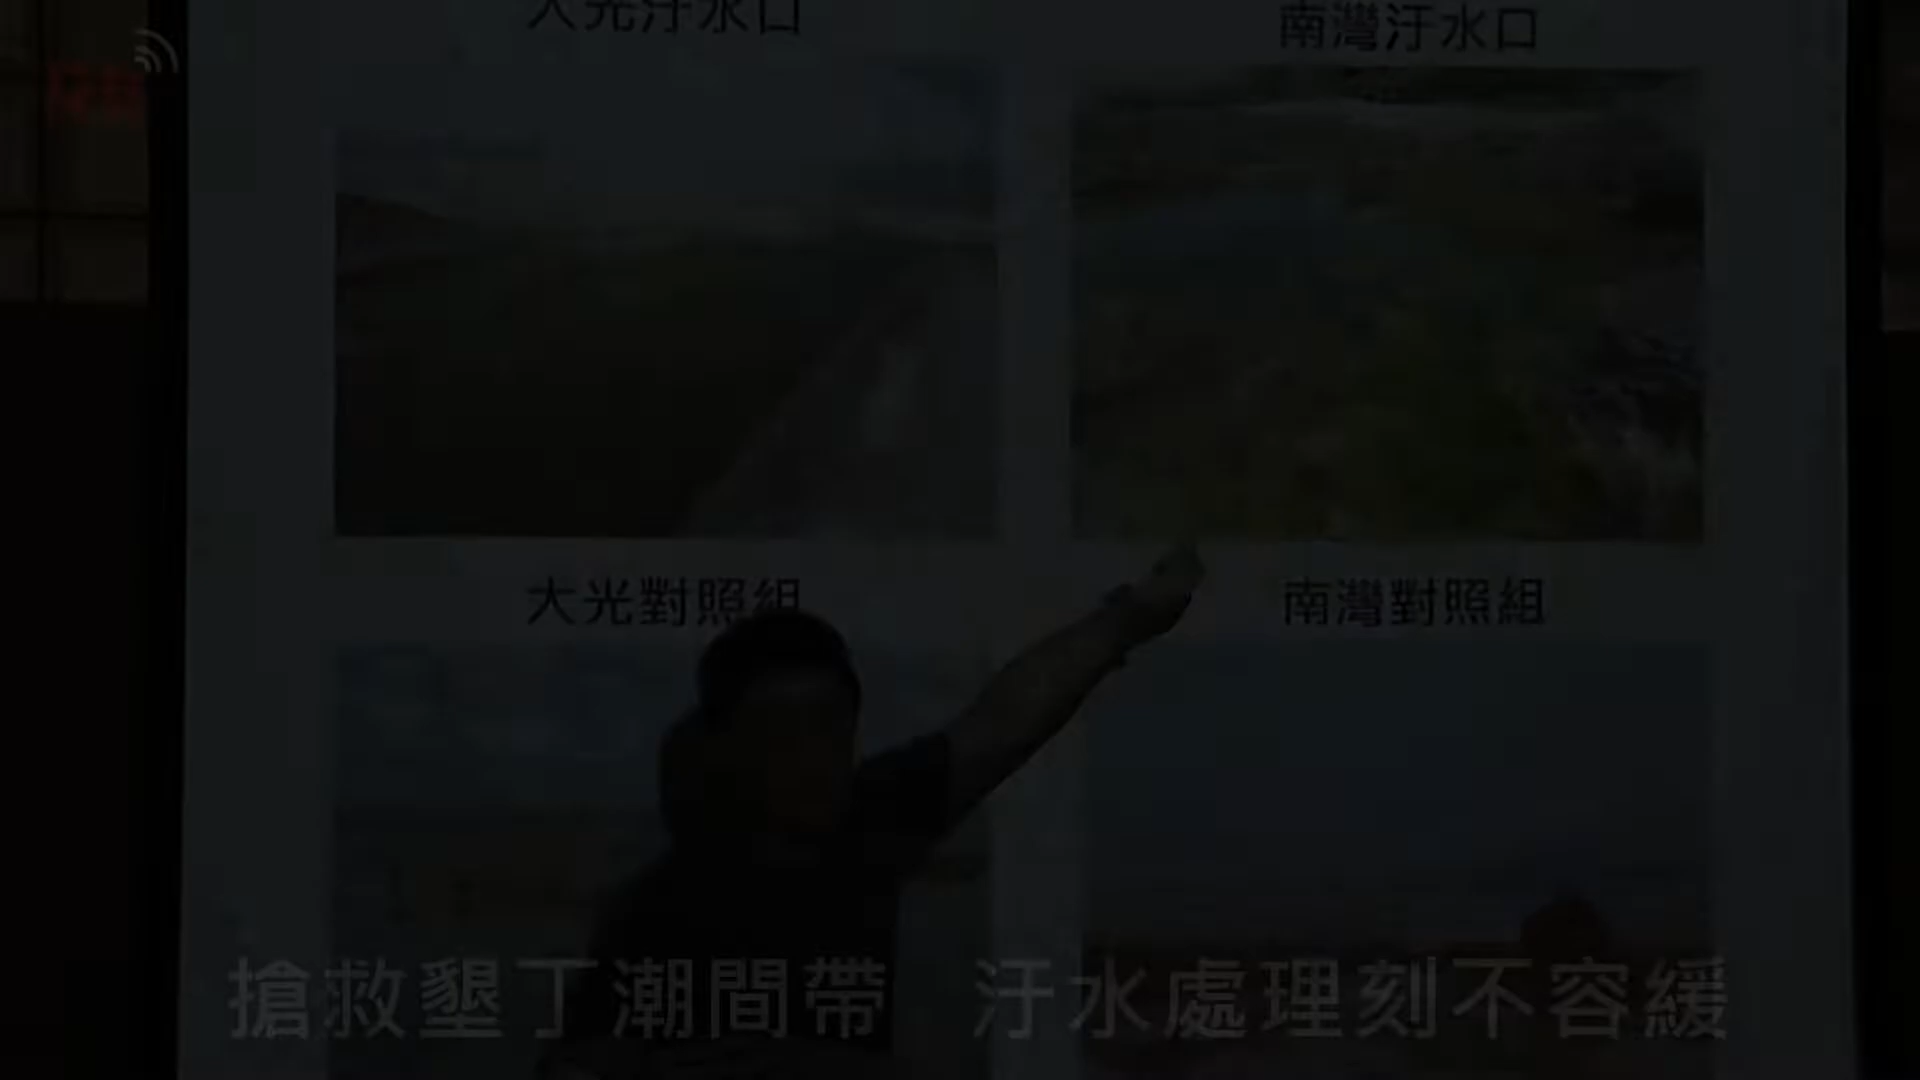 大光汙水口
南灣汙水口
大光對照組
南灣對照組
搶救墾丁潮間帶 汙水處理刻不容緩